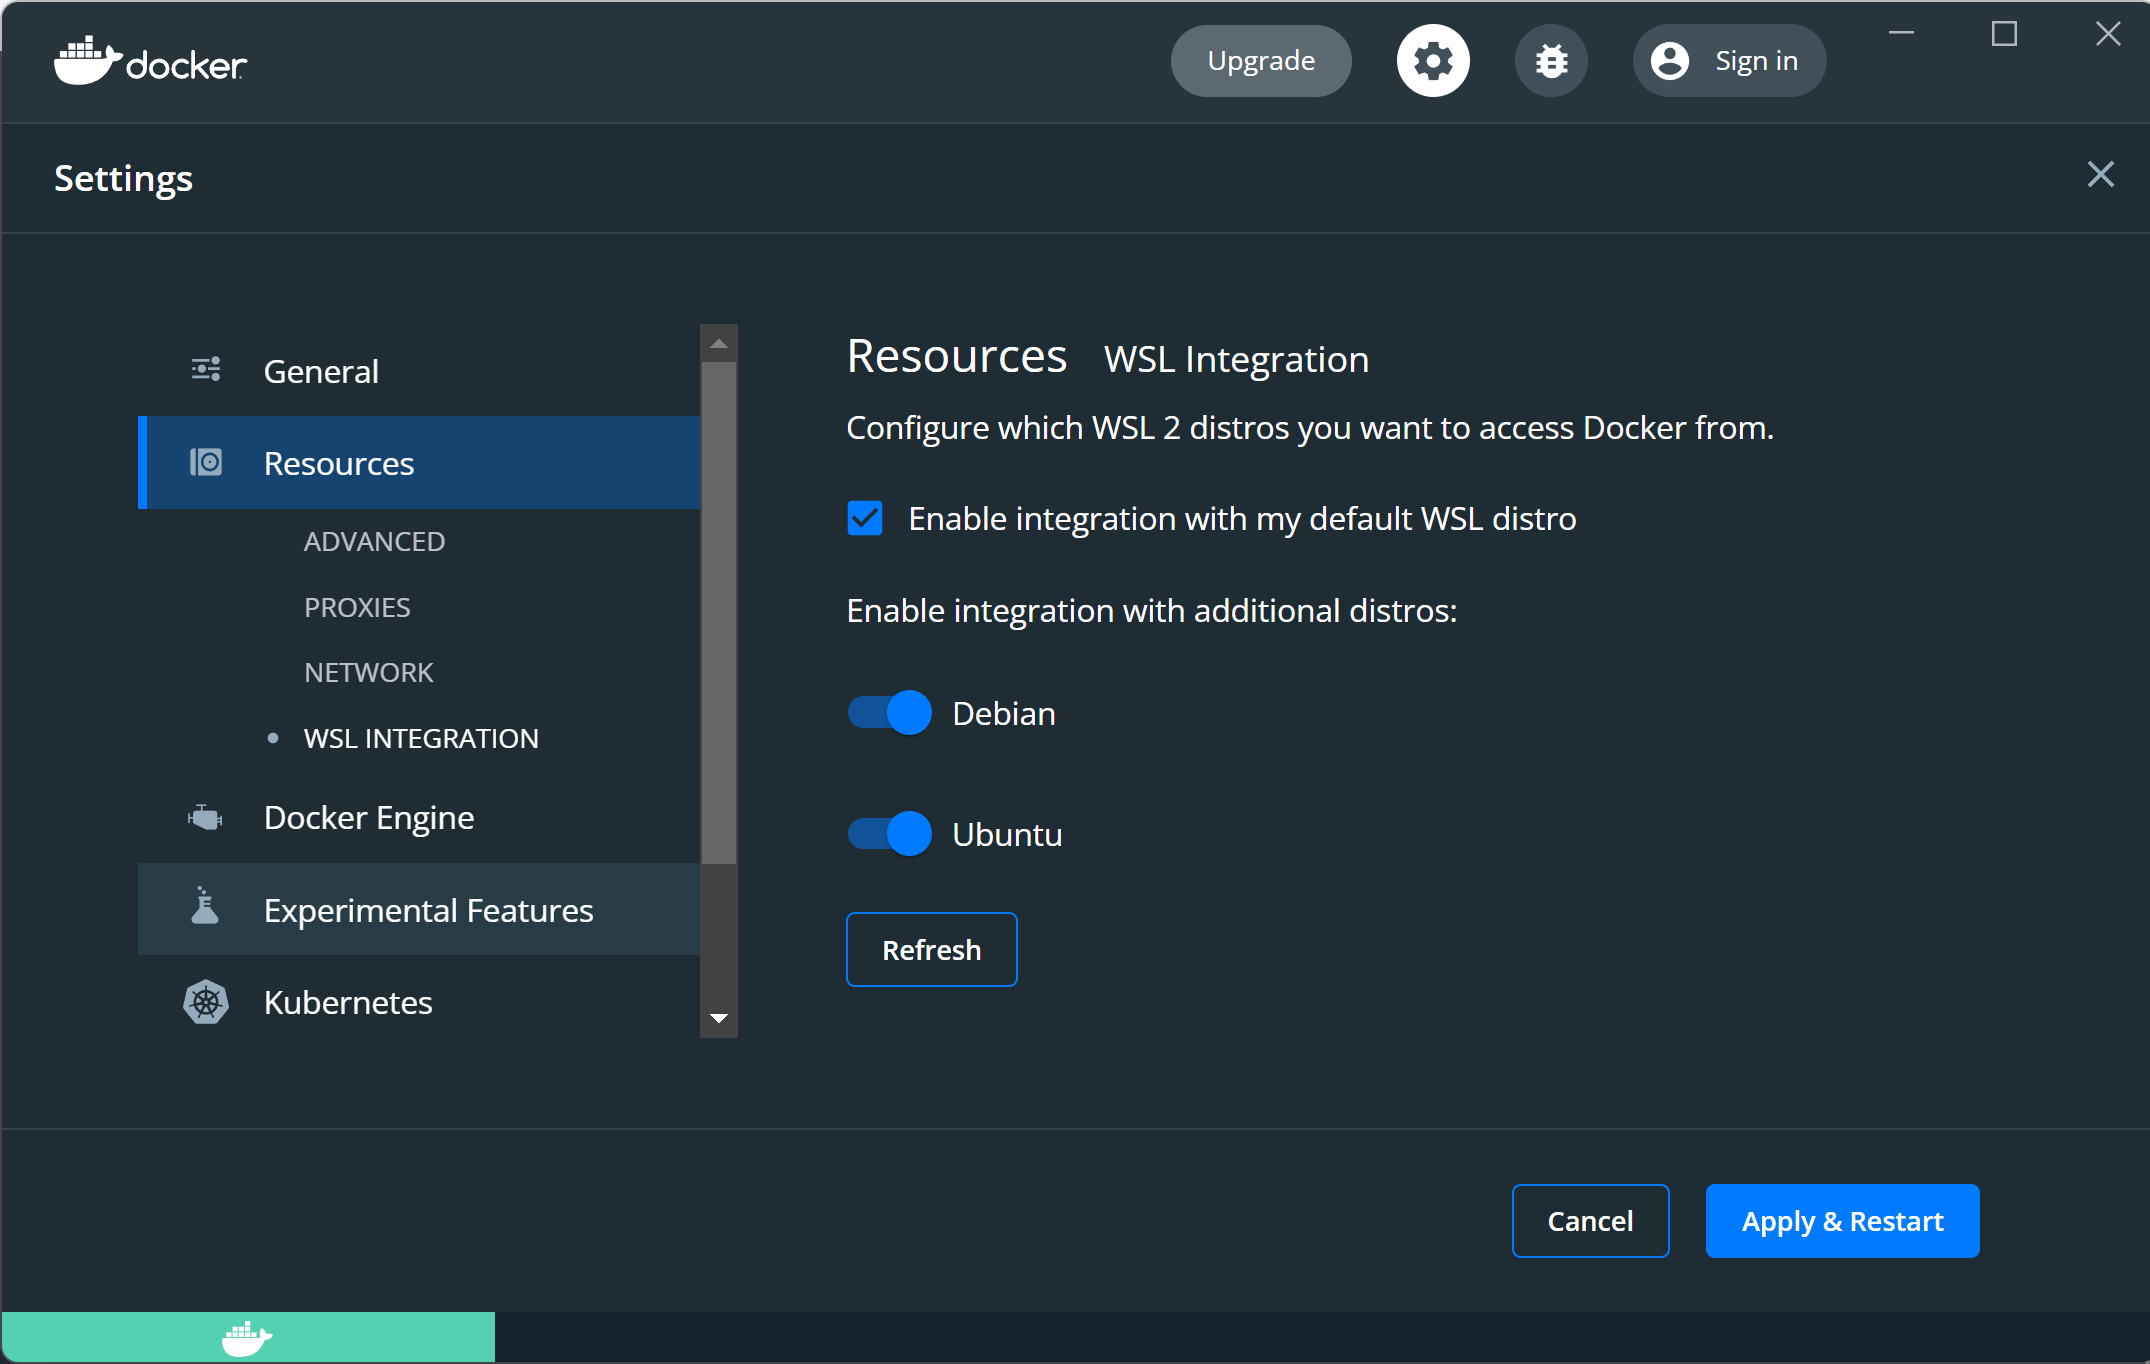 docker
Upgrade
Sign in
Settings
General
Resources
ADVANCED
PROXIES
NETWORK
WSL INTEGRATION
Docker Engine
Experimental Features
Kubernetes
Resources WSL Integration
Configure which WSL 2 distros you want to access Docker from.
Enable integration with my default WSL distro
Enable integration with additional distros:
Debian
Ubuntu
Refresh
Cancel
Apply & Restart